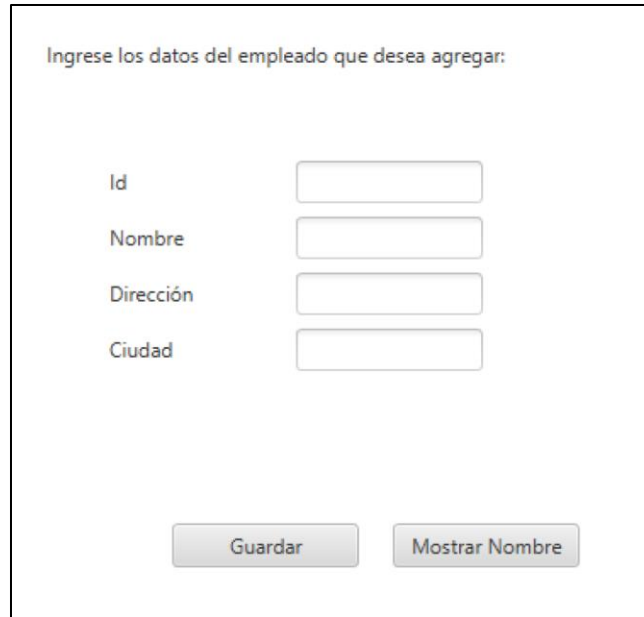 Ingrese los datos del empleado que desea agregar:
Id
Nombre
Dirección
Ciudad
Guardar Mostrar Nombre